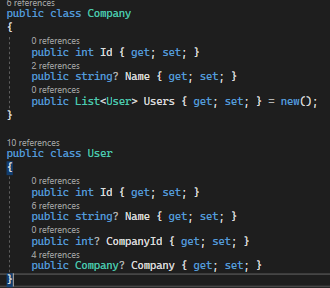 6 references
public class Company
{
0 references
public int Id { get; set; }
2 references
public string? Name { get; set; }
0 references
public List<User> Users { get; set; } = new();
}
10 references
public class User
{
0 references
public int Id { get; set; }
6 references
public string? Name { get; set; }
0 references
public int? CompanyId { get; set; }
4 references
public Company? Company { get; set; }
}